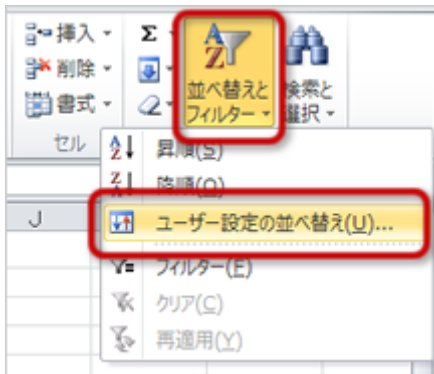 挿入
Σ
削除
書式
並べ替えと
フィルター
検索と
選択
セル
昇順(S)
降順(O)
J
ユーザー設定の並べ替え(U)...
フィルター(E)
クリア(C)
再適用(Y)